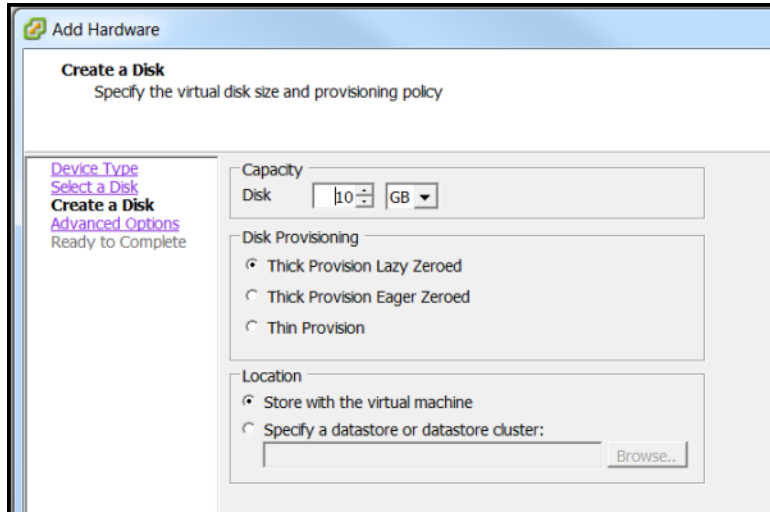 Add Hardware
Create a Disk
Specify the virtual disk size and provisioning policy
Device Type
Select a Disk
Create a Disk
Advanced Options
Ready to Complete
Capacity
Disk 10 GB
Disk Provisioning
Thick Provision Lazy Zeroed
Thick Provision Eager Zeroed
Thin Provision
Location
Store with the virtual machine
Specify a datastore or datastore cluster:
Browse..